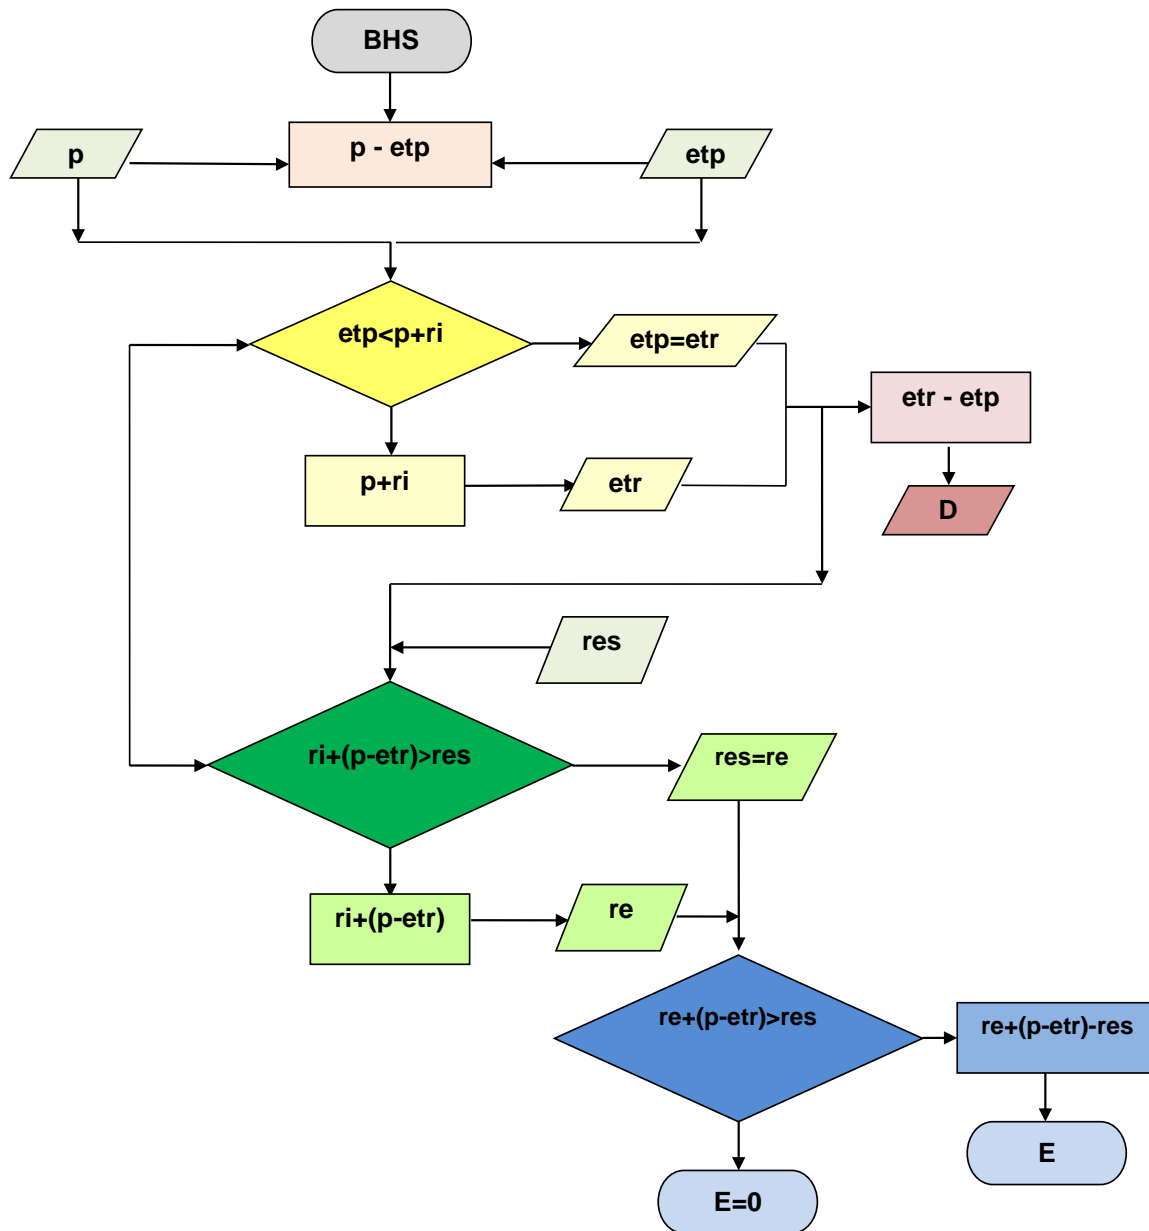 BHS
p
p - etp
etp
etp<p+ri
etp=etr
etr - etp
p+ri
etr
D
res
ri+(p-etr)>res
res=re
ri+(p-etr)
re
re+(p-etr)>res
re+(p-etr)-res
E
E=0